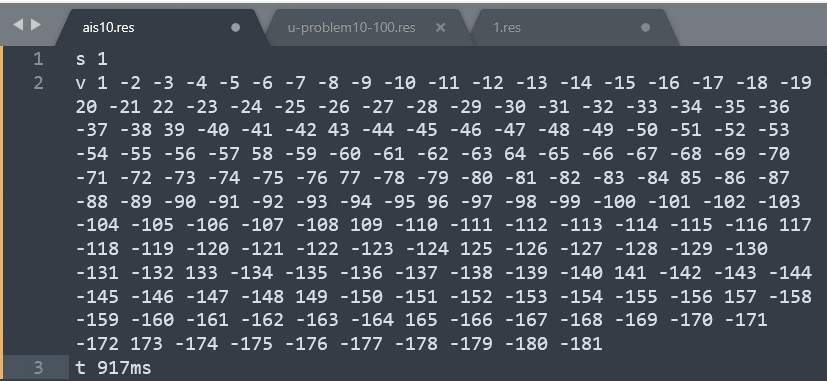 ais10.res
u-problem10-100.res
1.res
1 s 1
2 v 1 -2 -3 -4 -5 -6 -7 -8 -9 -10 -11 -12 -13 -14 -15 -16 -17 -18 -19
20 -21 22 -23 -24 -25 -26 -27 -28 -29 -30 -31 -32 -33 -34 -35 -36
-37 -38 39 -40 -41 -42 43 -44 -45 -46 -47 -48 -49 -50 -51 -52 -53
-54 -55 -56 -57 58 -59 -60 -61 -62 -63 64 -65 -66 -67 -68 -69 -70
-71 -72 -73 -74 -75 -76 77 -78 -79 -80 -81 -82 -83 -84 85 -86 -87
-88 -89 -90 -91 -92 -93 -94 -95 96 -97 -98 -99 -100 -101 -102 -103
-104 -105 -106 -107 -108 109 -110 -111 -112 -113 -114 -115 -116 117
-118 -119 -120 -121 -122 -123 -124 125 -126 -127 -128 -129 -130
-131 -132 133 -134 -135 -136 -137 -138 -139 -140 141 -142 -143 -144
-145 -146 -147 -148 149 -150 -151 -152 -153 -154 -155 -156 157 -158
-159 -160 -161 -162 -163 -164 165 -166 -167 -168 -169 -170 -171
-172 173 -174 -175 -176 -177 -178 -179 -180 -181
3 t 917ms